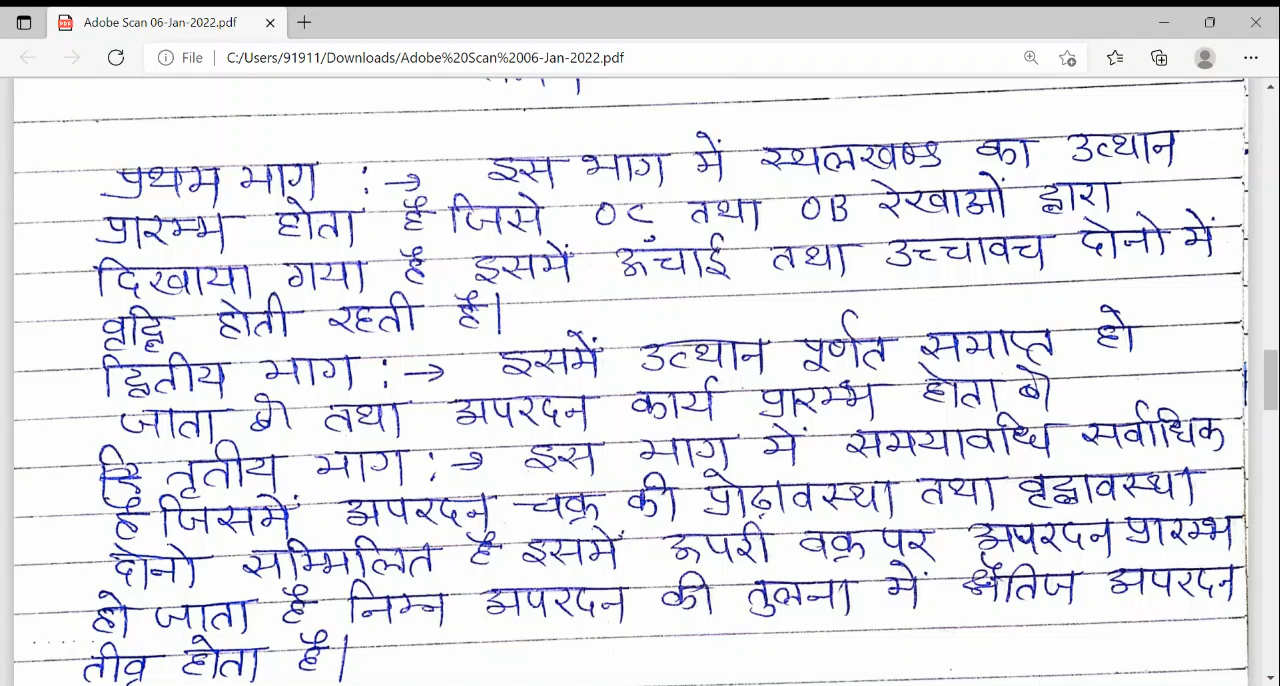 Adobe Scan 06-Jan-2022.pdf
File C:/Users/91911/Downloads/Adobe%20Scan%2006-Jan-2022.pdf
प्रथम भाग :→ इस भाग में स्थलखण्ड का उत्थान
प्रारम्भ होता है जिसे OC तथा OB रेखाओं द्वारा
दिखाया गया है इसमें ऊँचाई तथा उच्चावच दोनो में
वृद्धि होती रहती है।
द्वितीय भाग :→ इसमें उत्थान पूर्णत समाप्त हो
जाता है तथा अपरदन कार्य प्रारम्भ होता है
तृतीय भाग :→ इस भाग में समयावधि सर्वाधिक
है जिसमें अपरदन चक्र की प्रोढ़ावस्था तथा वृद्धावस्था
दोनो सम्मिलित है इसमें ऊपरी वक्र पर अपरदन प्रारम्भ
हो जाता है निम्न अपरदन की तुलना में क्षैतिज अपरदन
तीव्र होता है।